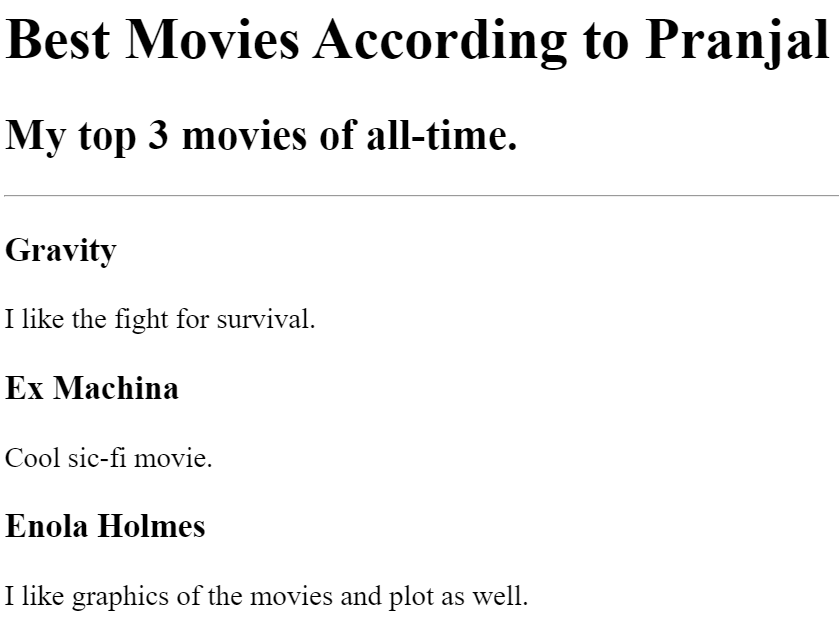 Best Movies According to Pranjal
My top 3 movies of all-time.
Gravity
I like the fight for survival.
Ex Machina
Cool sic-fi movie.
Enola Holmes
I like graphics of the movies and plot as well.